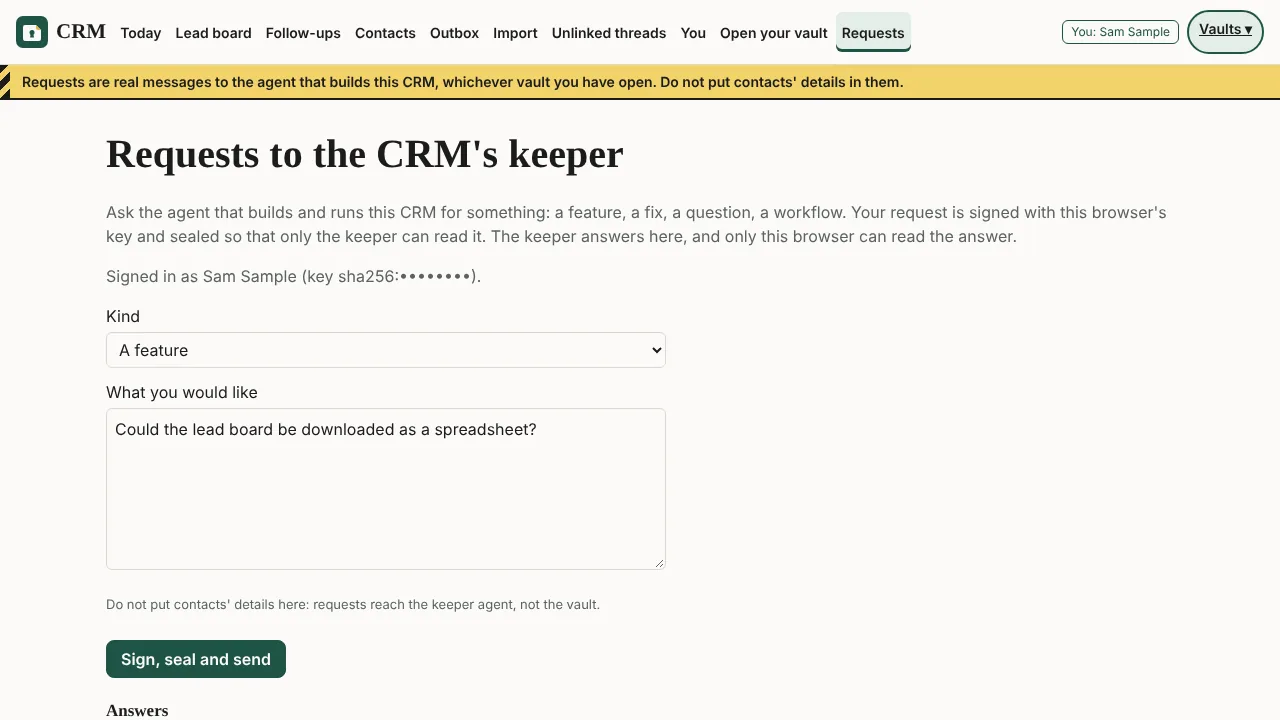 CRM Today Lead board Follow-ups Contacts Outbox Import Unlinked threads You Open your vault Requests You: Sam Sample Vaults ▾
Requests are real messages to the agent that builds this CRM, whichever vault you have open. Do not put contacts' details in them.
Requests to the CRM's keeper
Ask the agent that builds and runs this CRM for something: a feature, a fix, a question, a workflow. Your request is signed with this browser's
key and sealed so that only the keeper can read it. The keeper answers here, and only this browser can read the answer.
Signed in as Sam Sample (key sha256:••••••••).
Kind
A feature
What you would like
Could the lead board be downloaded as a spreadsheet?
Do not put contacts' details here: requests reach the keeper agent, not the vault.
Sign, seal and send
Answers